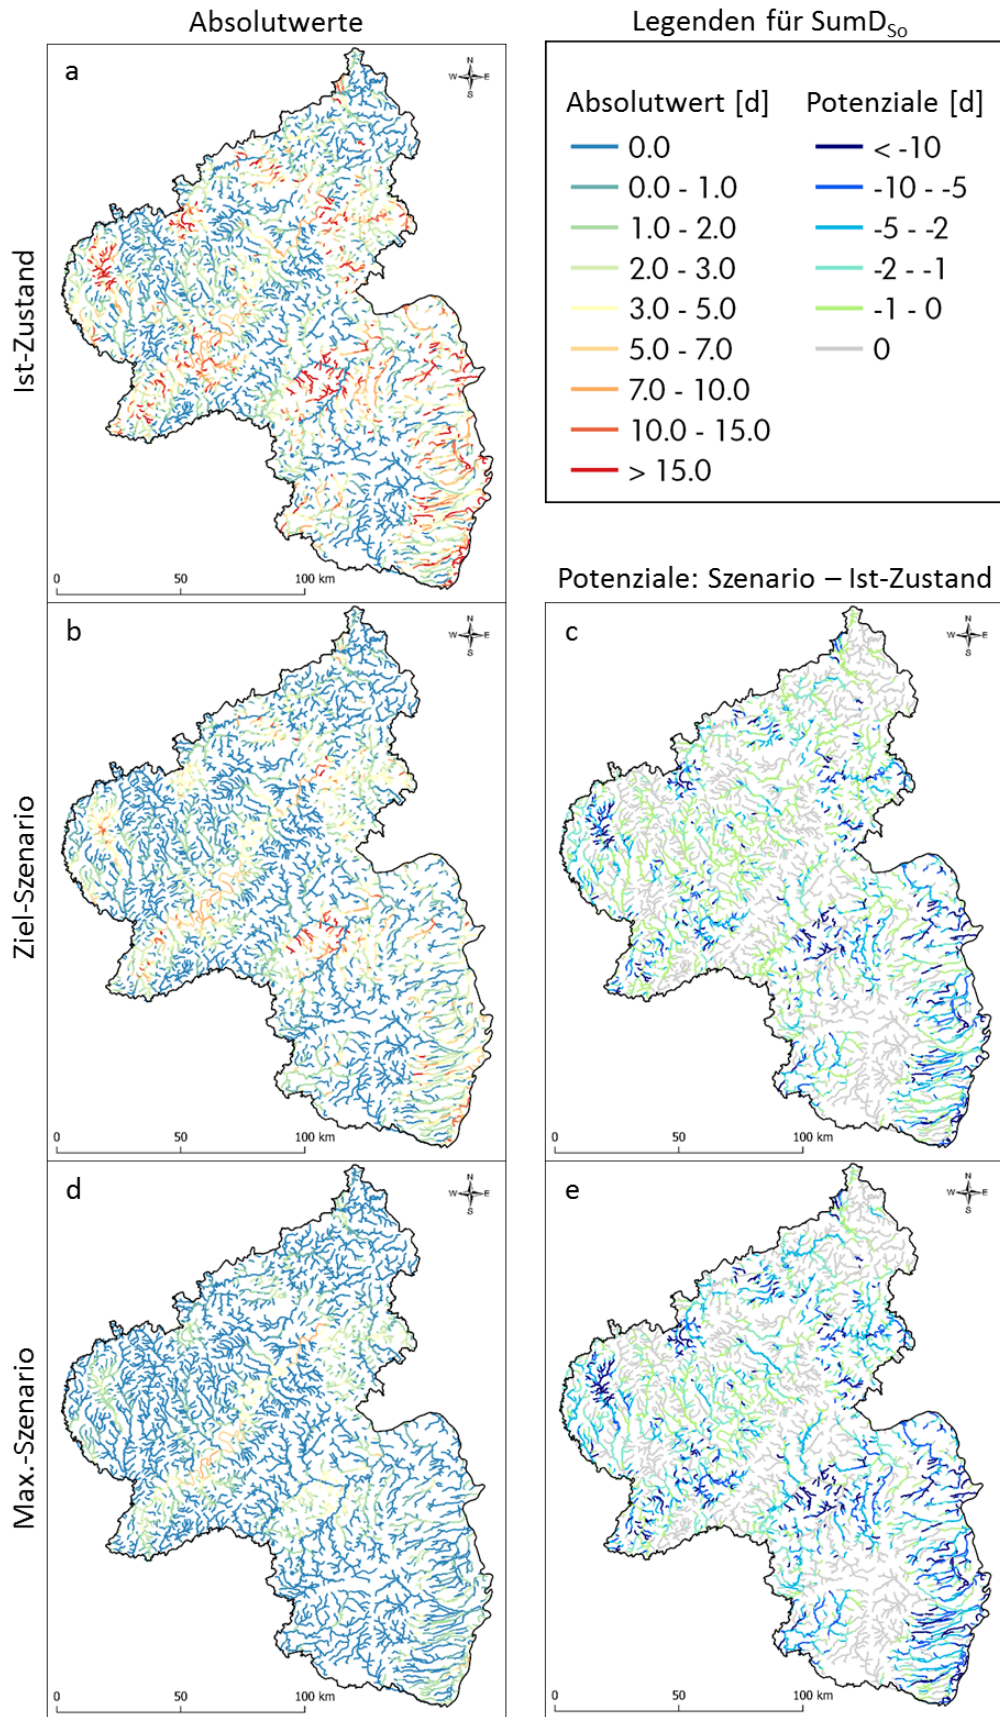 Absolutwerte
Legenden für SumD_So
Absolutwert [d]
0.0
0.0 - 1.0
1.0 - 2.0
2.0 - 3.0
3.0 - 5.0
5.0 - 7.0
7.0 - 10.0
10.0 - 15.0
> 15.0
Potenziale [d]
< -10
-10 - -5
-5 - -2
-2 - -1
-1 - 0
0
Ist-Zustand
a
N
W E
S
0 50 100 km
Potenziale: Szenario – Ist-Zustand
Ziel-Szenario
b
N
W E
S
0 50 100 km
c
N
W E
S
0 50 100 km
Max.-Szenario
d
N
W E
S
0 50 100 km
e
N
W E
S
0 50 100 km